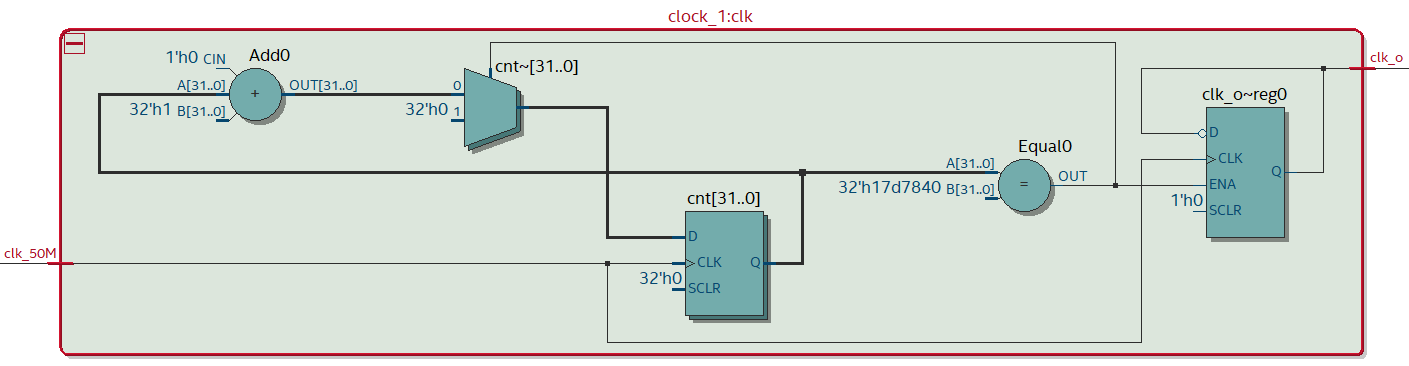 clock_1:clk
Add0
1'h0 CIN
A[31..0]
OUT[31..0]
32'h1 B[31..0]
+
cnt~[31..0]
0
32'h0
1
clk_o
clk_o~reg0
D
CLK
ENA
Q
1'h0
SCLR
Equal0
A[31..0]
OUT
32'h17d7840 B[31..0]
=
cnt[31..0]
D
CLK
Q
32'h0
SCLR
clk_50M